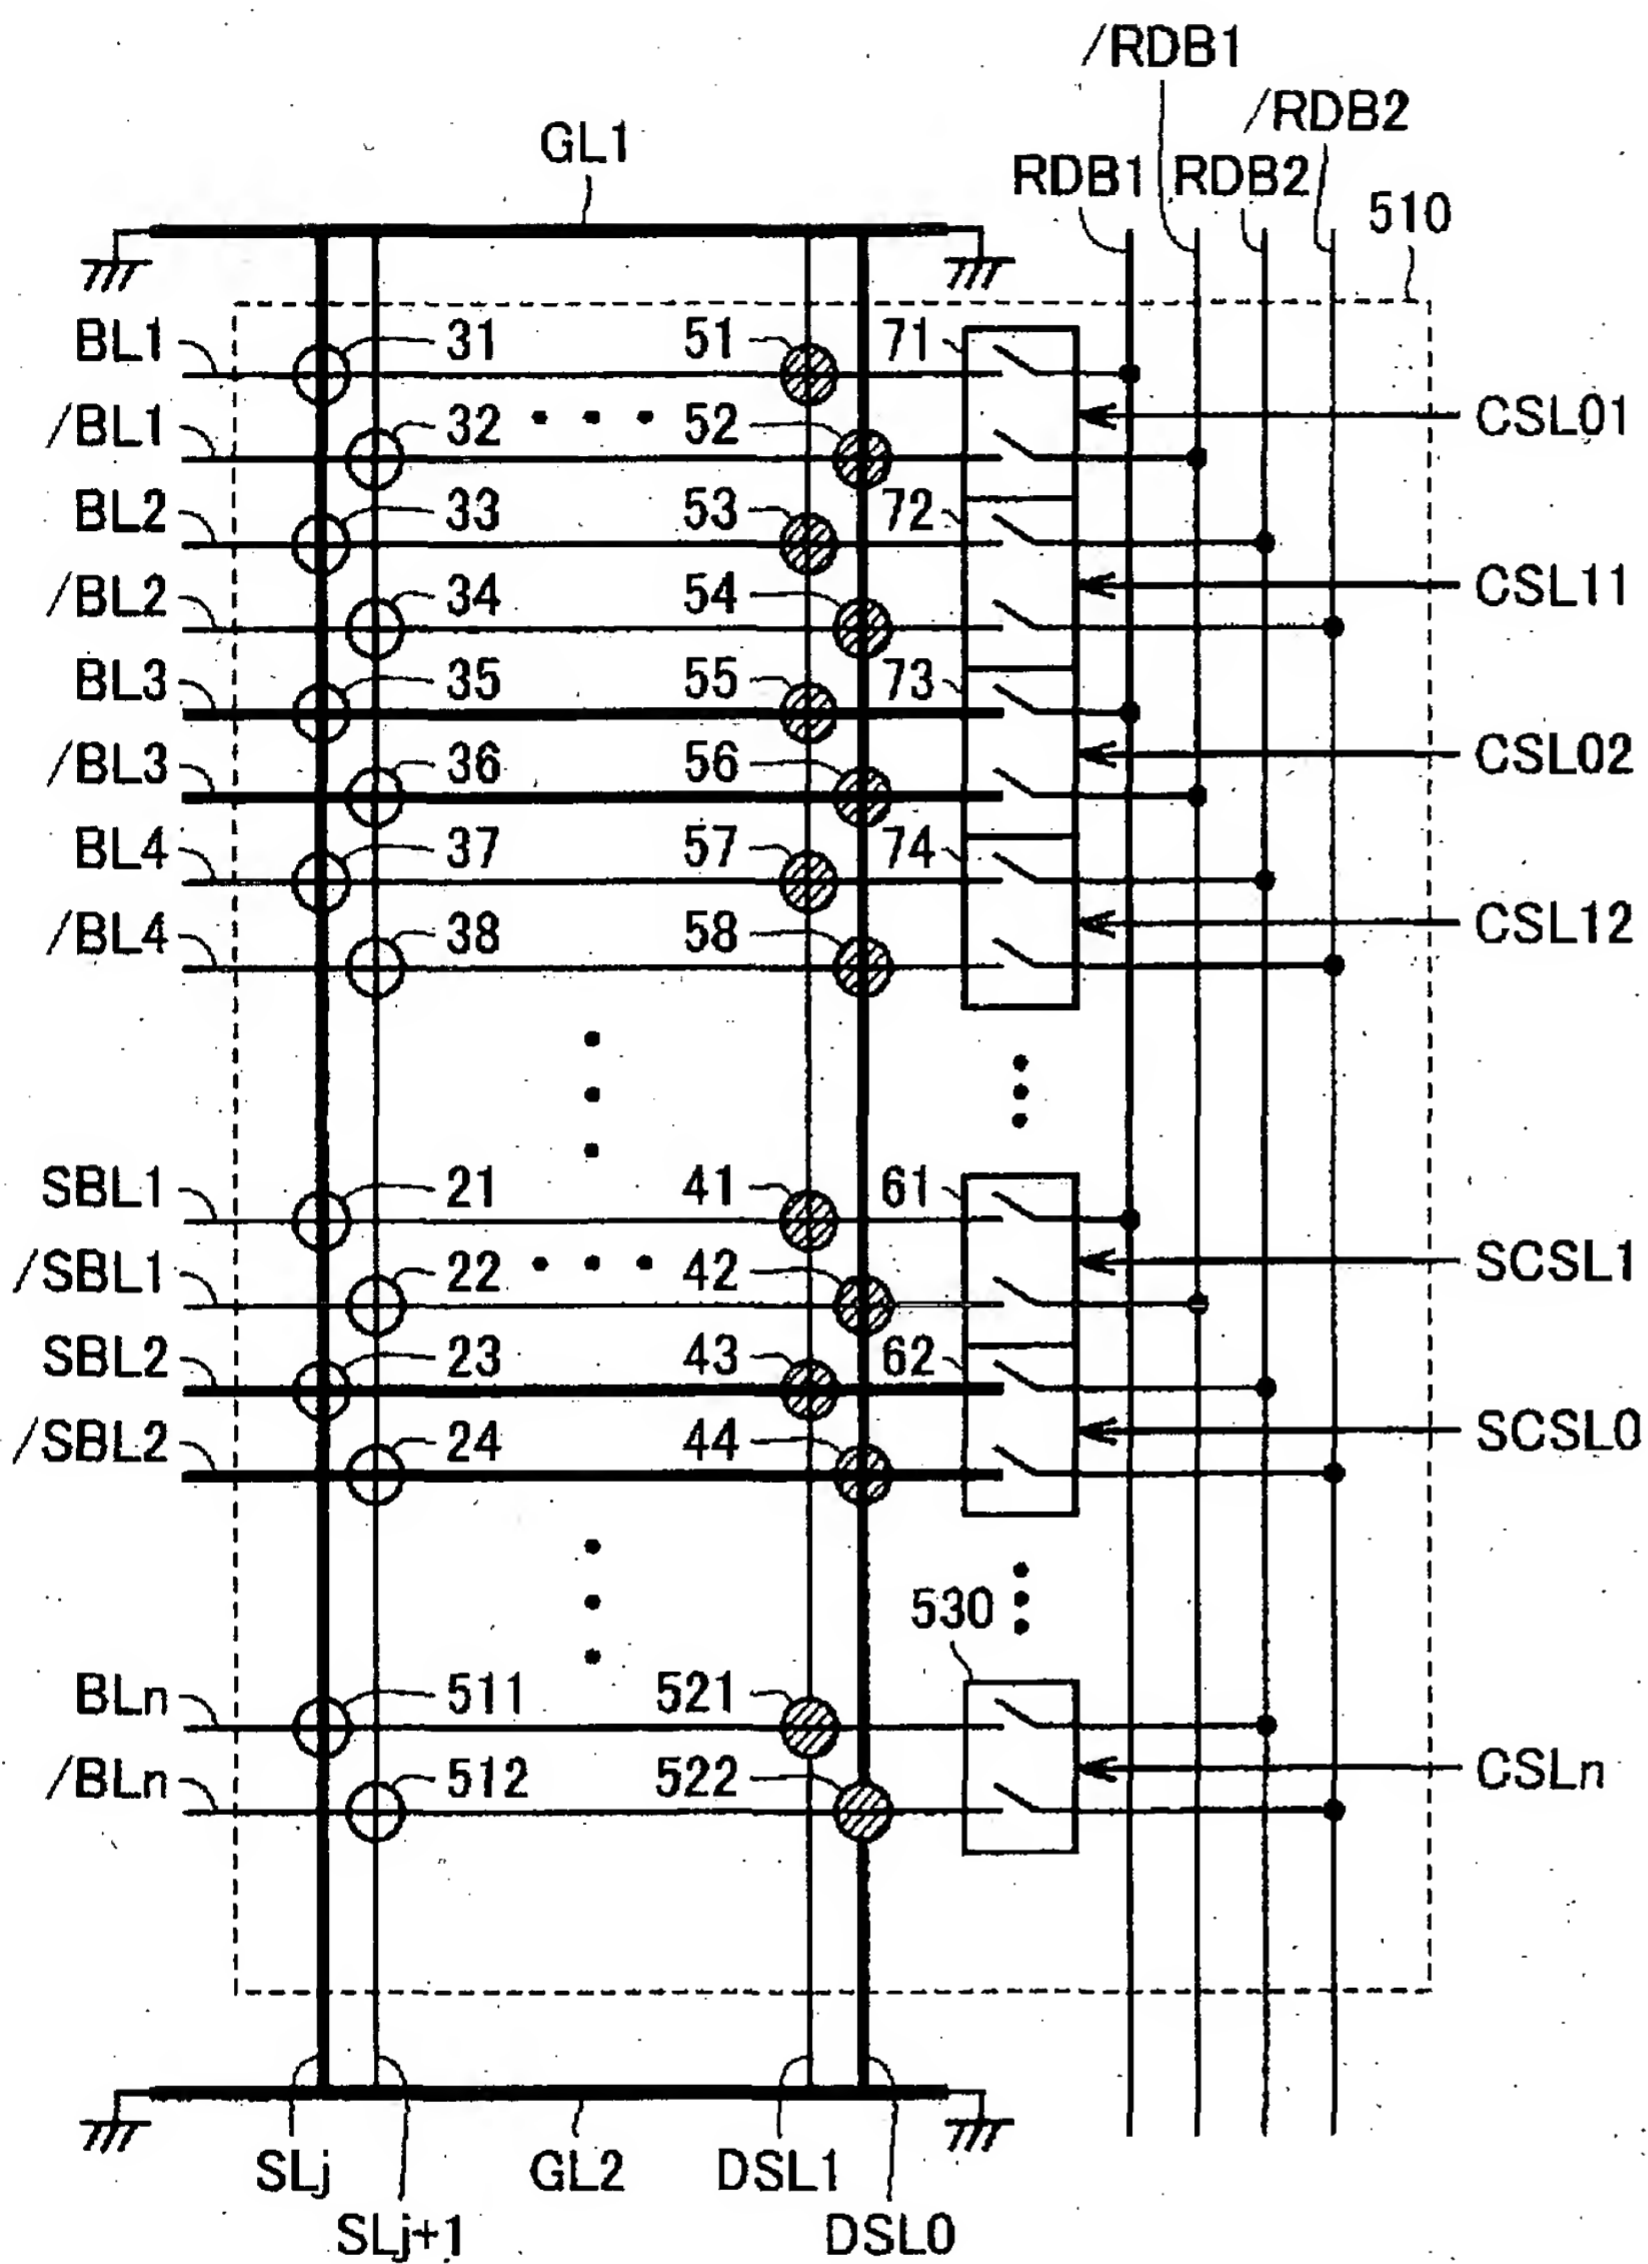 /RDB1
/RDB2
GL1
RDB1 RDB2
510
BL1 31 51 71
/BL1 32 52 CSL01
BL2 33 53 72
/BL2 34 54 CSL11
BL3 35 55 73
/BL3 36 56 CSL02
BL4 37 57 74
/BL4 38 58 CSL12
SBL1 21 41 61
/SBL1 22 42 SCSL1
SBL2 23 43 62
/SBL2 24 44 SCSL0
530
BLn 511 521
/BLn 512 522 CSLn
SLj GL2 DSL1
SLj+1 DSL0